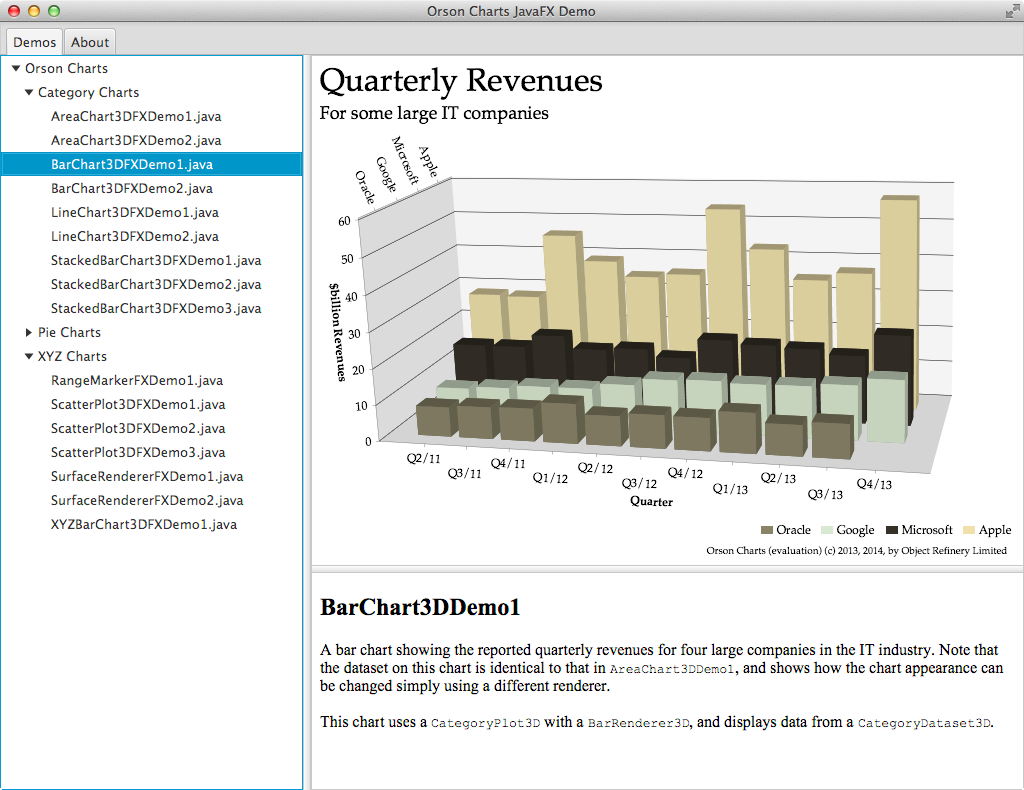 Orson Charts JavaFX Demo
Demos
About
Orson Charts
Category Charts
AreaChart3DFXDemo1.java
AreaChart3DFXDemo2.java
BarChart3DFXDemo1.java
BarChart3DFXDemo2.java
LineChart3DFXDemo1.java
LineChart3DFXDemo2.java
StackedBarChart3DFXDemo1.java
StackedBarChart3DFXDemo2.java
StackedBarChart3DFXDemo3.java
Pie Charts
XYZ Charts
RangeMarkerFXDemo1.java
ScatterPlot3DFXDemo1.java
ScatterPlot3DFXDemo2.java
ScatterPlot3DFXDemo3.java
SurfaceRendererFXDemo1.java
SurfaceRendererFXDemo2.java
XYZBarChart3DFXDemo1.java
Quarterly Revenues
For some large IT companies
Oracle
Google
Microsoft
Apple
60
50
40
30
20
10
0
$billion Revenues
Q2/11
Q3/11
Q4/11
Q1/12
Q2/12
Q3/12
Q4/12
Q1/13
Q2/13
Q3/13
Q4/13
Quarter
Oracle Google Microsoft Apple
Orson Charts (evaluation) (c) 2013, 2014, by Object Refinery Limited
BarChart3DDemo1
A bar chart showing the reported quarterly revenues for four large companies in the IT industry. Note that
the dataset on this chart is identical to that in AreaChart3DDemo1, and shows how the chart appearance can
be changed simply using a different renderer.
This chart uses a CategoryPlot3D with a BarRenderer3D, and displays data from a CategoryDataset3D.